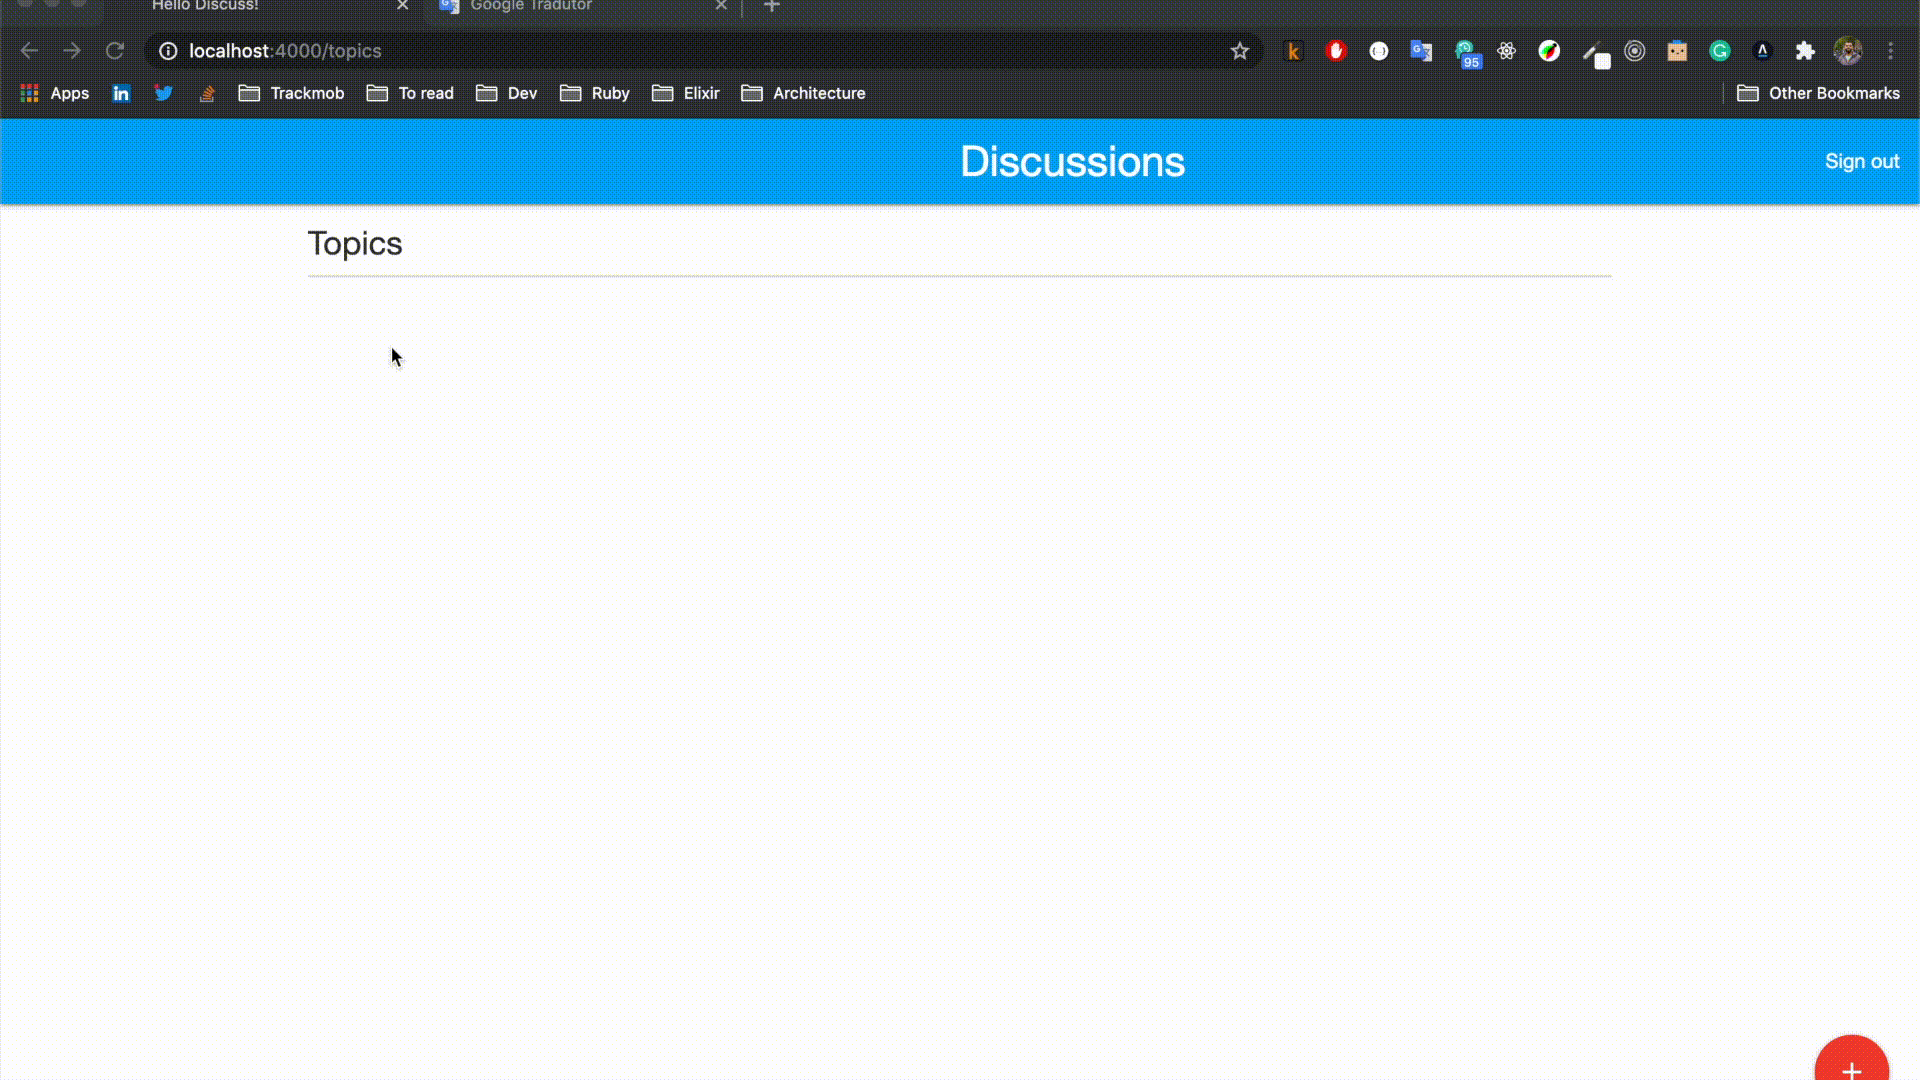 Hello Discuss!
Google Tradutor
localhost:4000/topics
95
Apps
Trackmob
To read
Dev
Ruby
Elixir
Architecture
Other Bookmarks
Discussions
Sign out
Topics